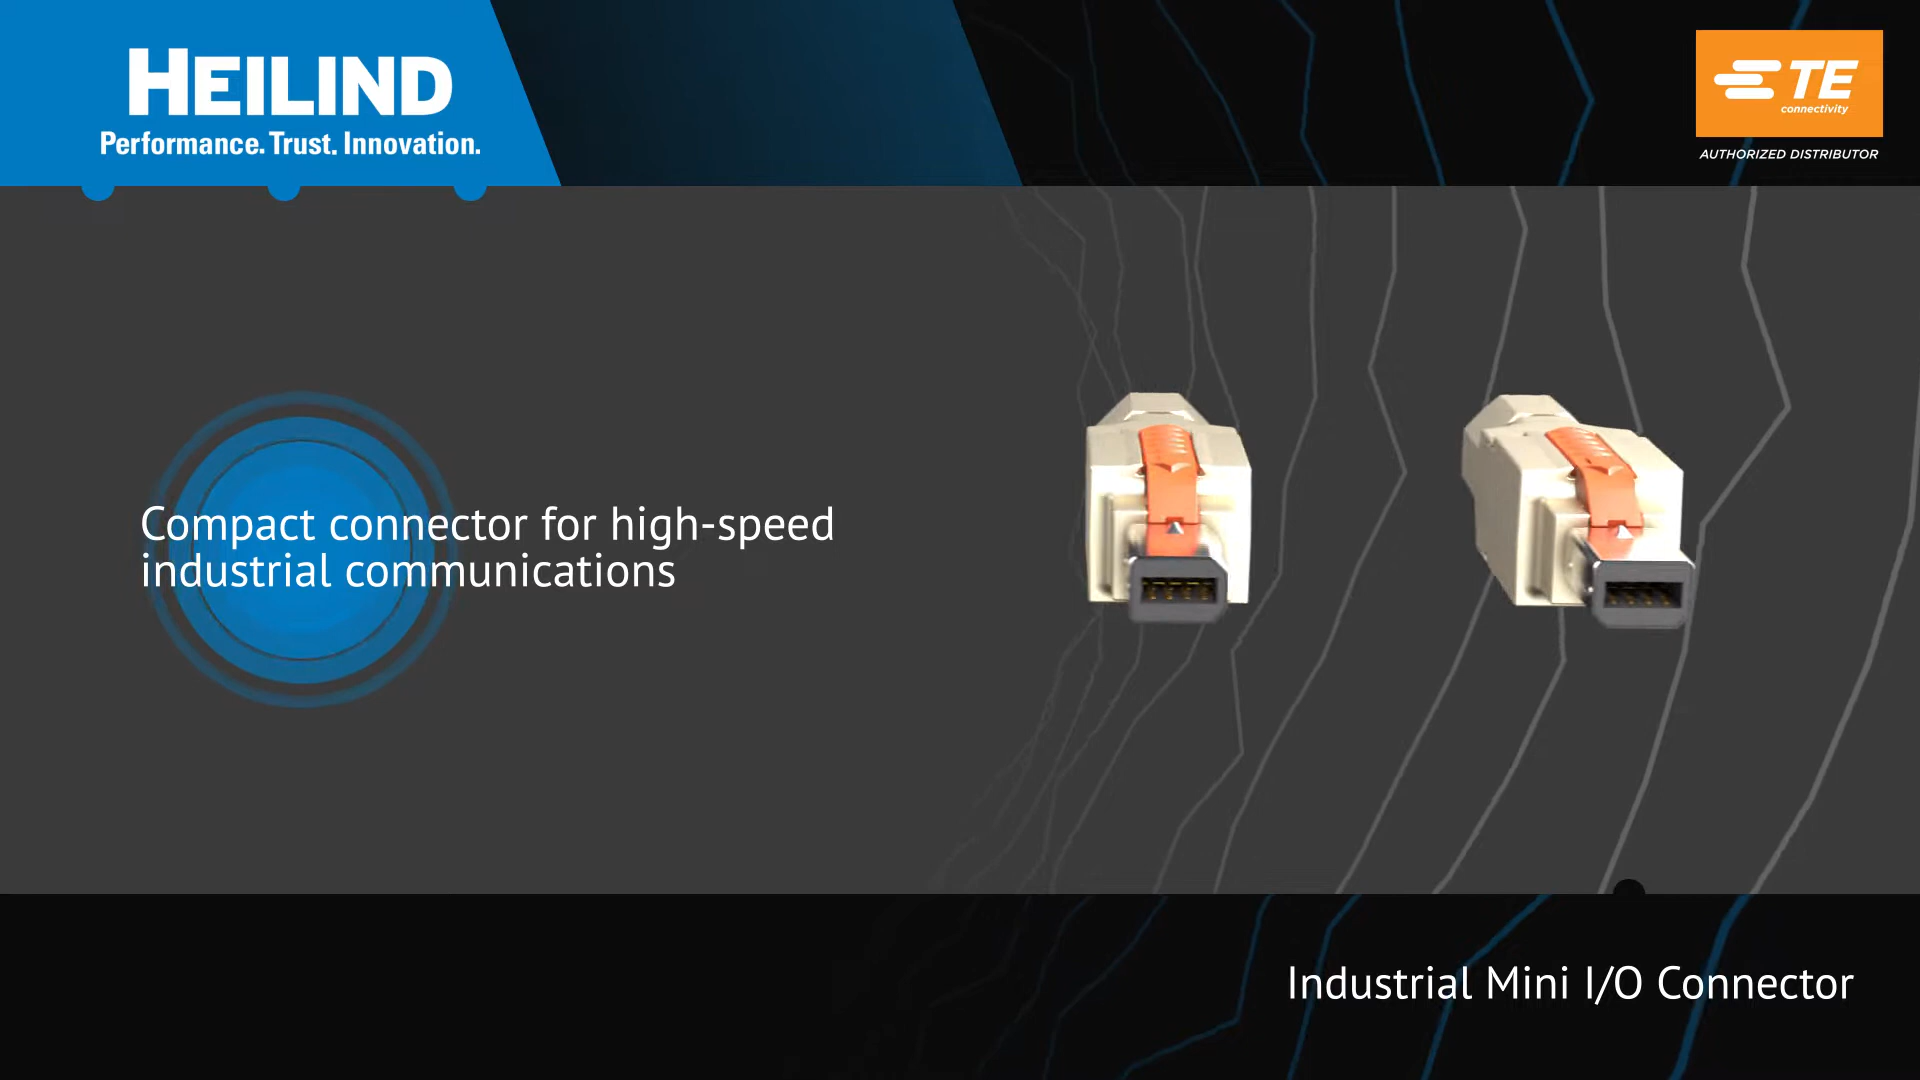 HEILIND
Performance. Trust. Innovation.
TE
connectivity
AUTHORIZED DISTRIBUTOR
Compact connector for high-speed
industrial communications
Industrial Mini I/O Connector